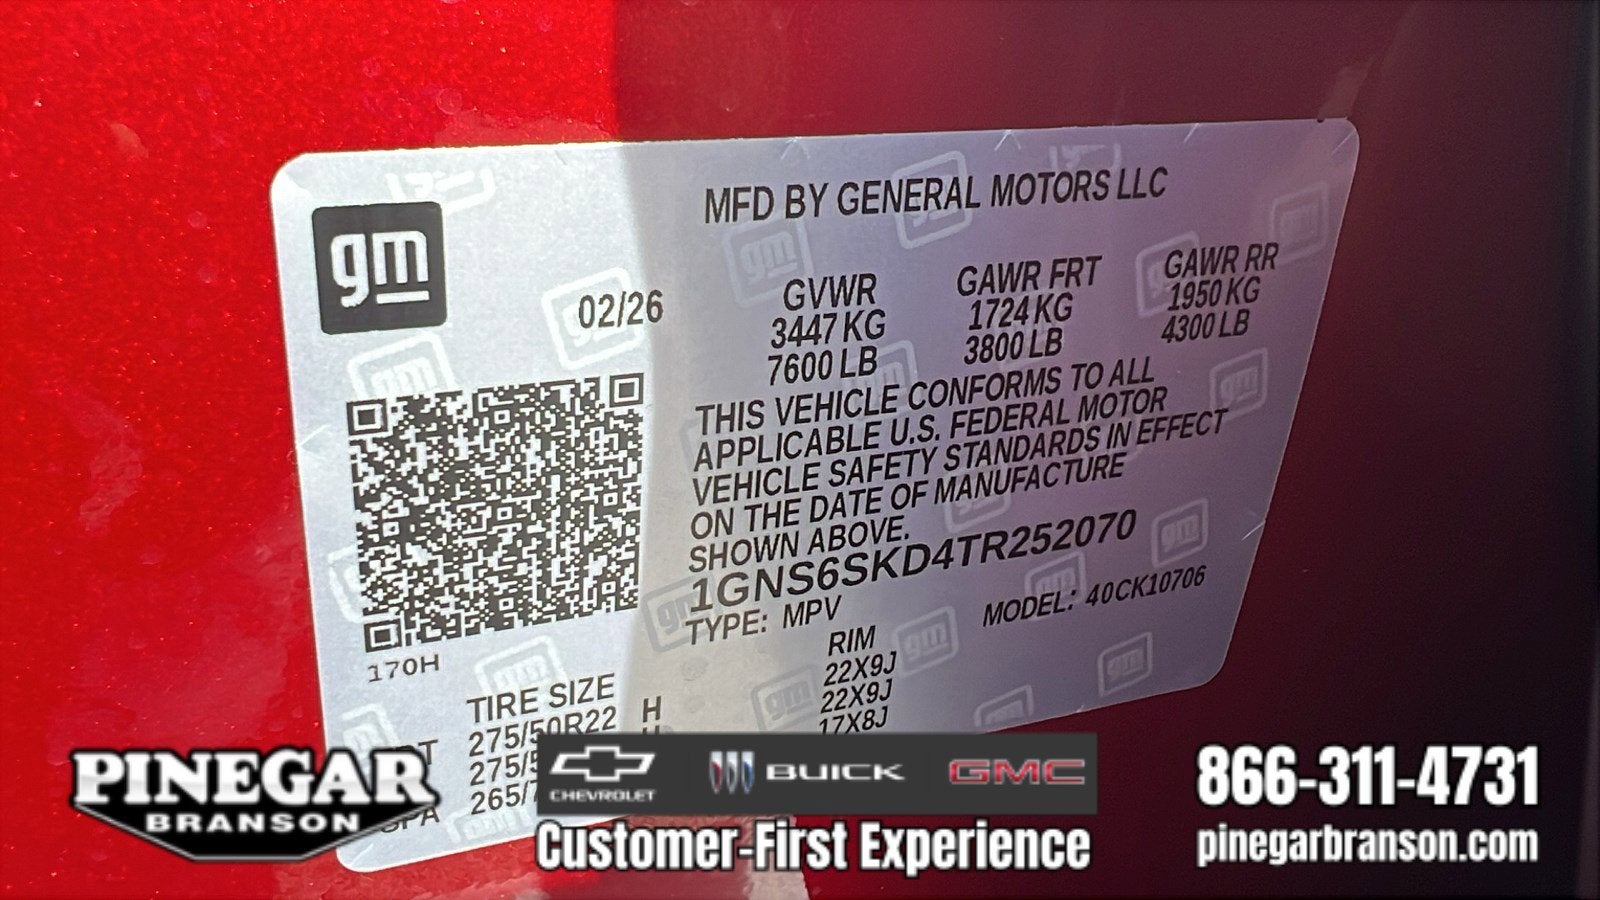 gm
MFD BY GENERAL MOTORS LLC
02/26
GVWR GAWR FRT GAWR RR
3447 KG 1724 KG 1950 KG
7600 LB 3800 LB 4300 LB
THIS VEHICLE CONFORMS TO ALL
APPLICABLE U.S. FEDERAL MOTOR
VEHICLE SAFETY STANDARDS IN EFFECT
ON THE DATE OF MANUFACTURE
SHOWN ABOVE.
1GNS6SKD4TR252070
TYPE: MPV MODEL: 40CK10706
170H
TIRE SIZE RIM
275/50R22 H 22X9J
22X9J
17X8J
PINEGAR
BRANSON
CHEVROLET BUICK GMC
Customer-First Experience
866-311-4731
pinegarbranson.com